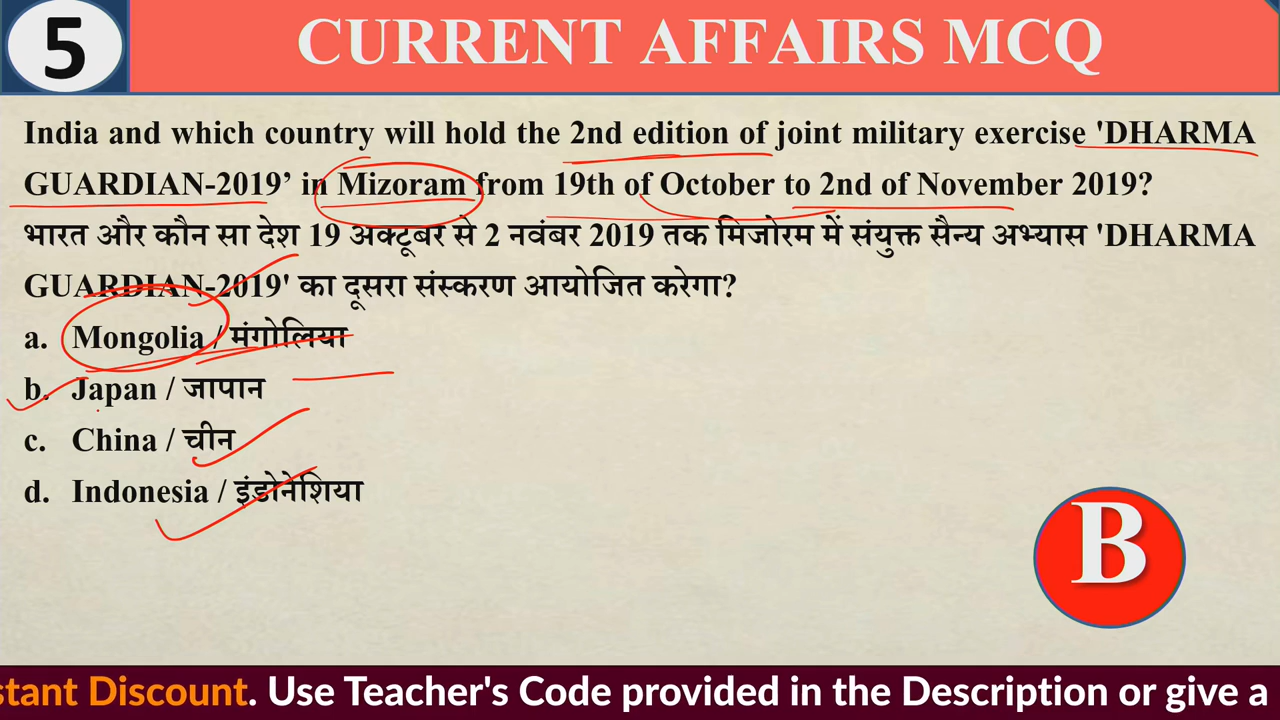 5
CURRENT AFFAIRS MCQ
India and which country will hold the 2nd edition of joint military exercise 'DHARMA
GUARDIAN-2019’ in Mizoram from 19th of October to 2nd of November 2019?
भारत और कौन सा देश 19 अक्टूबर से 2 नवंबर 2019 तक मिजोरम में संयुक्त सैन्य अभ्यास 'DHARMA
GUARDIAN-2019' का दूसरा संस्करण आयोजित करेगा?
a. Mongolia / मंगोलिया
b. Japan / जापान
c. China / चीन
d. Indonesia / इंडोनेशिया
B
stant Discount. Use Teacher's Code provided in the Description or give a